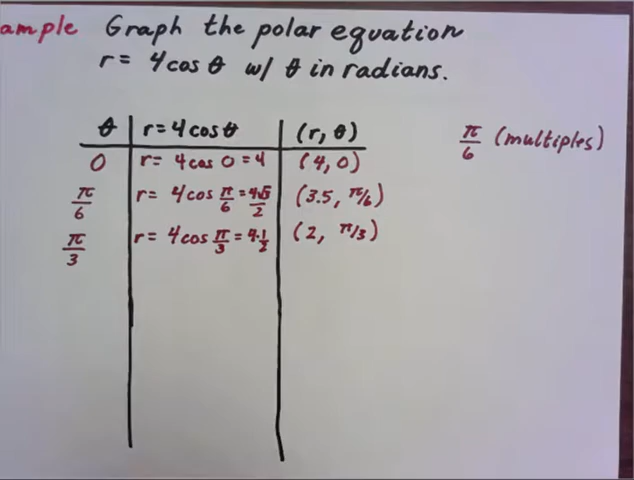 ample Graph the polar equation
r = 4cos θ w/ θ in radians.
θ r=4cosθ (r, θ)
π/6 (multiples)
0 r= 4cos 0 = 4 (4, 0)
π/6 r= 4cos π/6 = 4√3/2 (3.5, π/6)
π/3 r= 4cos π/3 = 4·1/2 (2, π/3)